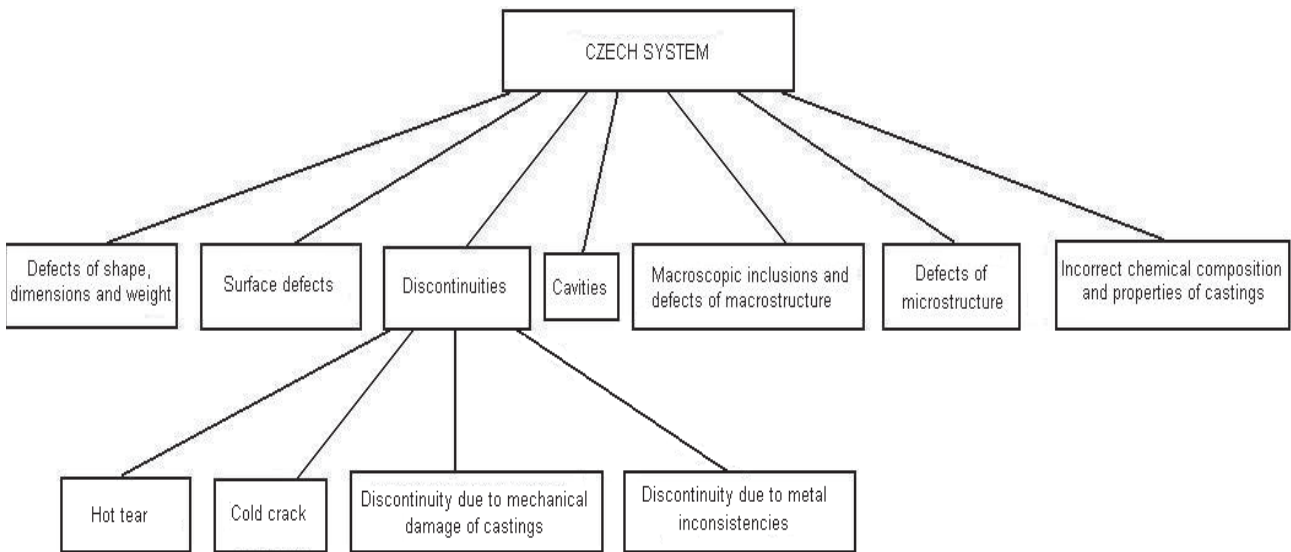 CZECH SYSTEM
Defects of shape,
dimensions and weight
Surface defects
Discontinuities
Cavities
Macroscopic inclusions and
defects of macrostructure
Defects of
microstructure
Incorrect chemical composition
and properties of castings
Hot tear
Cold crack
Discontinuity due to mechanical
damage of castings
Discontinuity due to metal
inconsistencies